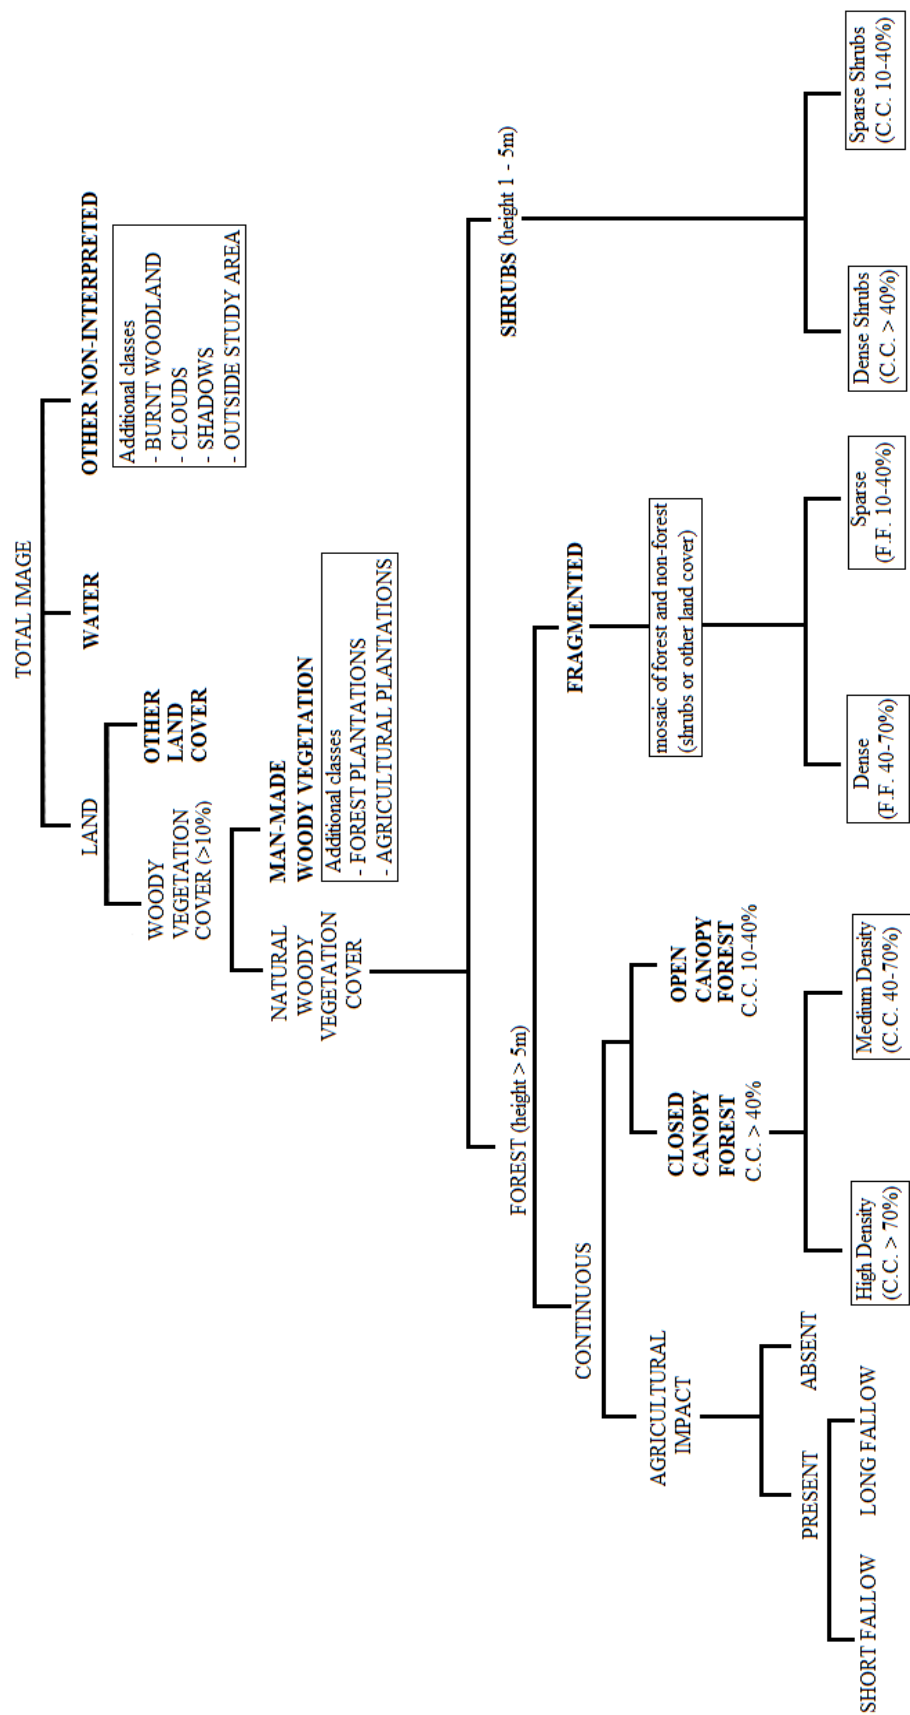 TOTAL IMAGE
LAND
WATER
OTHER NON-INTERPRETED
Additional classes
- BURNT WOODLAND
- CLOUDS
- SHADOWS
- OUTSIDE STUDY AREA
WOODY
VEGETATION
COVER (>10%)
OTHER
LAND
COVER
NATURAL
WOODY
VEGETATION
COVER
MAN-MADE
WOODY VEGETATION
Additional classes
- FOREST PLANTATIONS
- AGRICULTURAL PLANTATIONS
FOREST (height > 5m)
SHRUBS (height 1 - 5m)
CONTINUOUS
FRAGMENTED
AGRICULTURAL
IMPACT
CLOSED
CANOPY
FOREST
C.C. > 40%
OPEN
CANOPY
FOREST
C.C. 10-40%
mosaic of forest and non-forest
(shrubs or other land cover)
PRESENT
ABSENT
SHORT FALLOW
LONG FALLOW
High Density
(C.C. > 70%)
Medium Density
(C.C. 40-70%)
Dense
(F.F. 40-70%)
Sparse
(F.F. 10-40%)
Dense Shrubs
(C.C. > 40%)
Sparse Shrubs
(C.C. 10-40%)